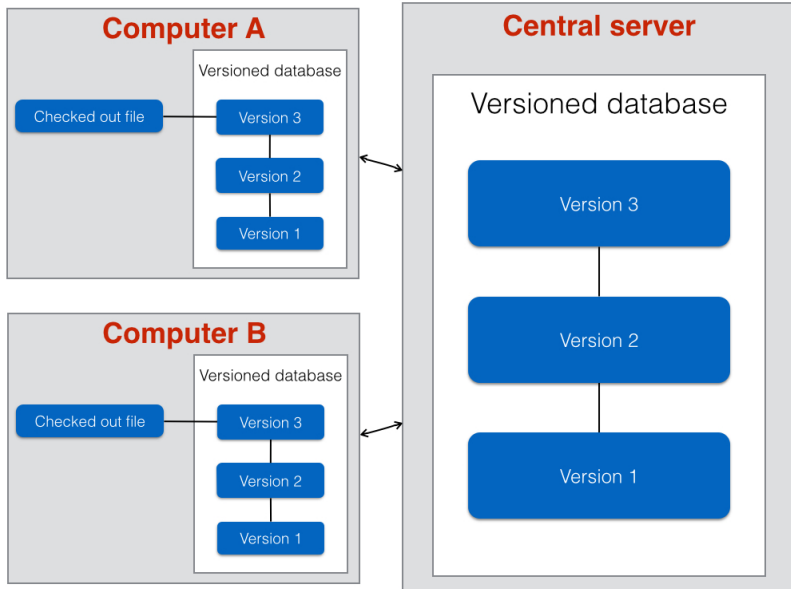 Computer A
Versioned database
Checked out file
Version 3
Version 2
Version 1
Computer B
Versioned database
Checked out file
Version 3
Version 2
Version 1
Central server
Versioned database
Version 3
Version 2
Version 1